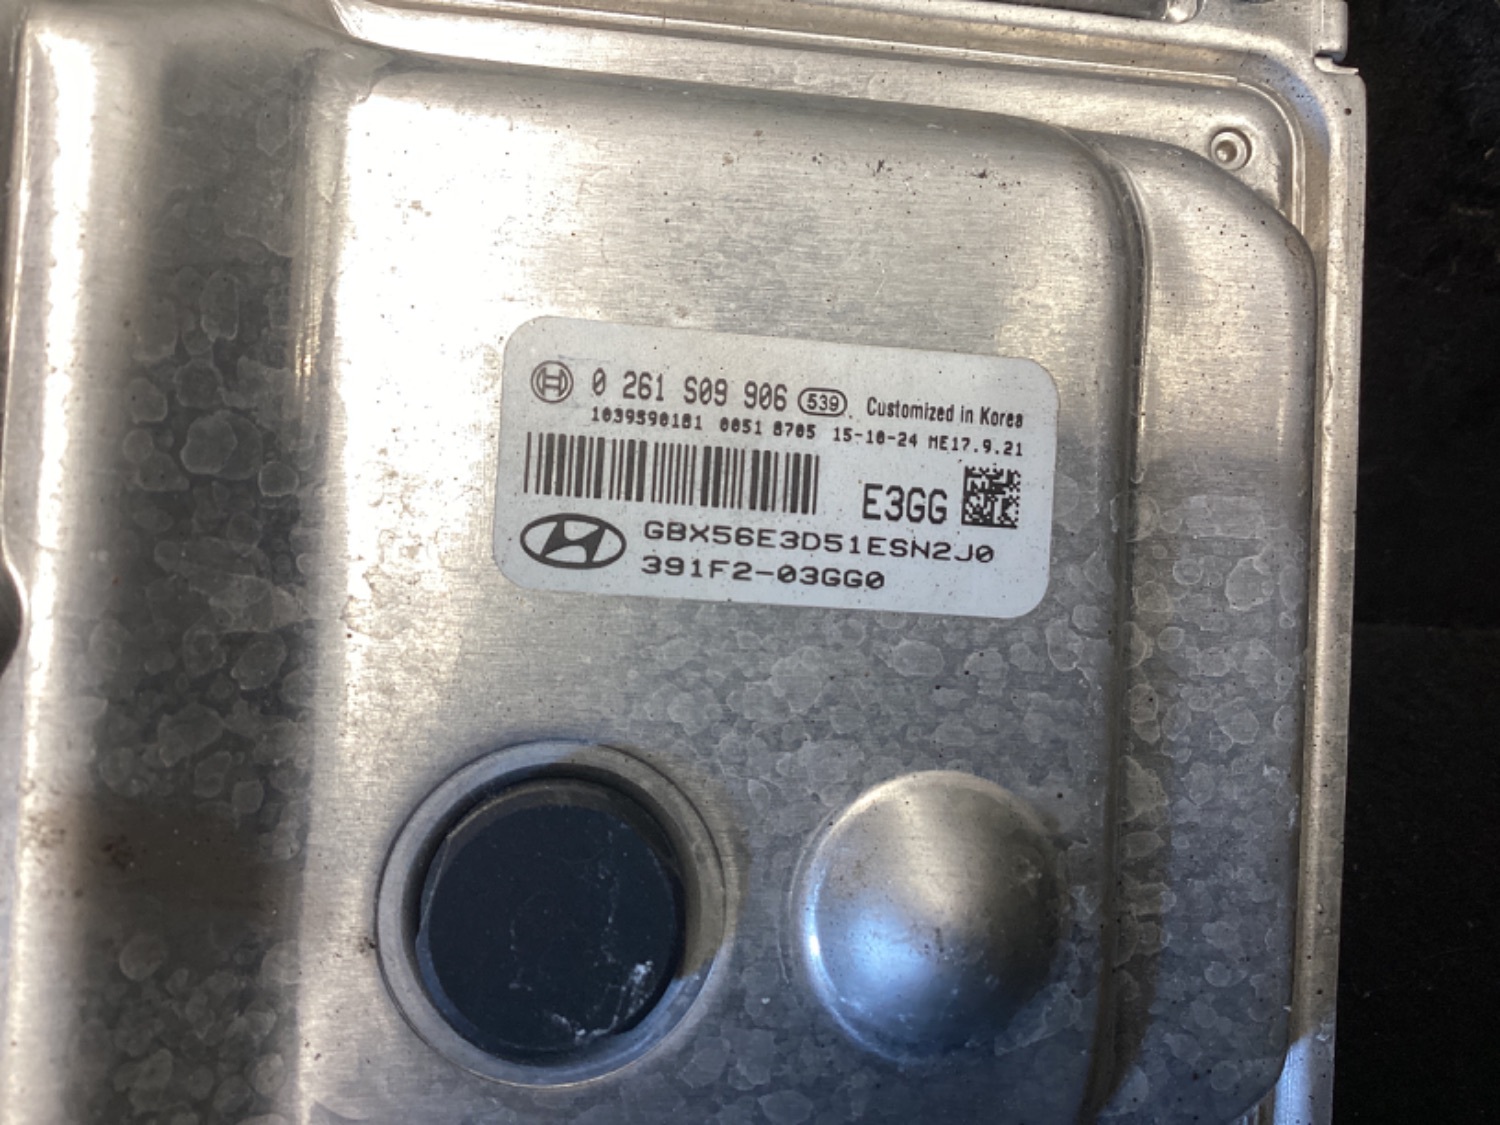 0 261 S09 906 539 Customized in Korea
1039S90181 0051 8705 15-10-24 ME17.9.21
E3GG
GBX56E3D51ESN2J0
391F2-03GG0